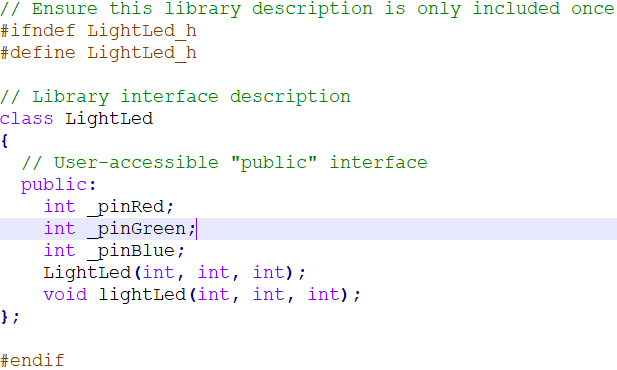 // Ensure this library description is only included once
#ifndef LightLed_h
#define LightLed_h
// Library interface description
class LightLed
{
// User-accessible "public" interface
public:
int _pinRed;
int _pinGreen;
int _pinBlue;
LightLed(int, int, int);
void lightLed(int, int, int);
};
#endif